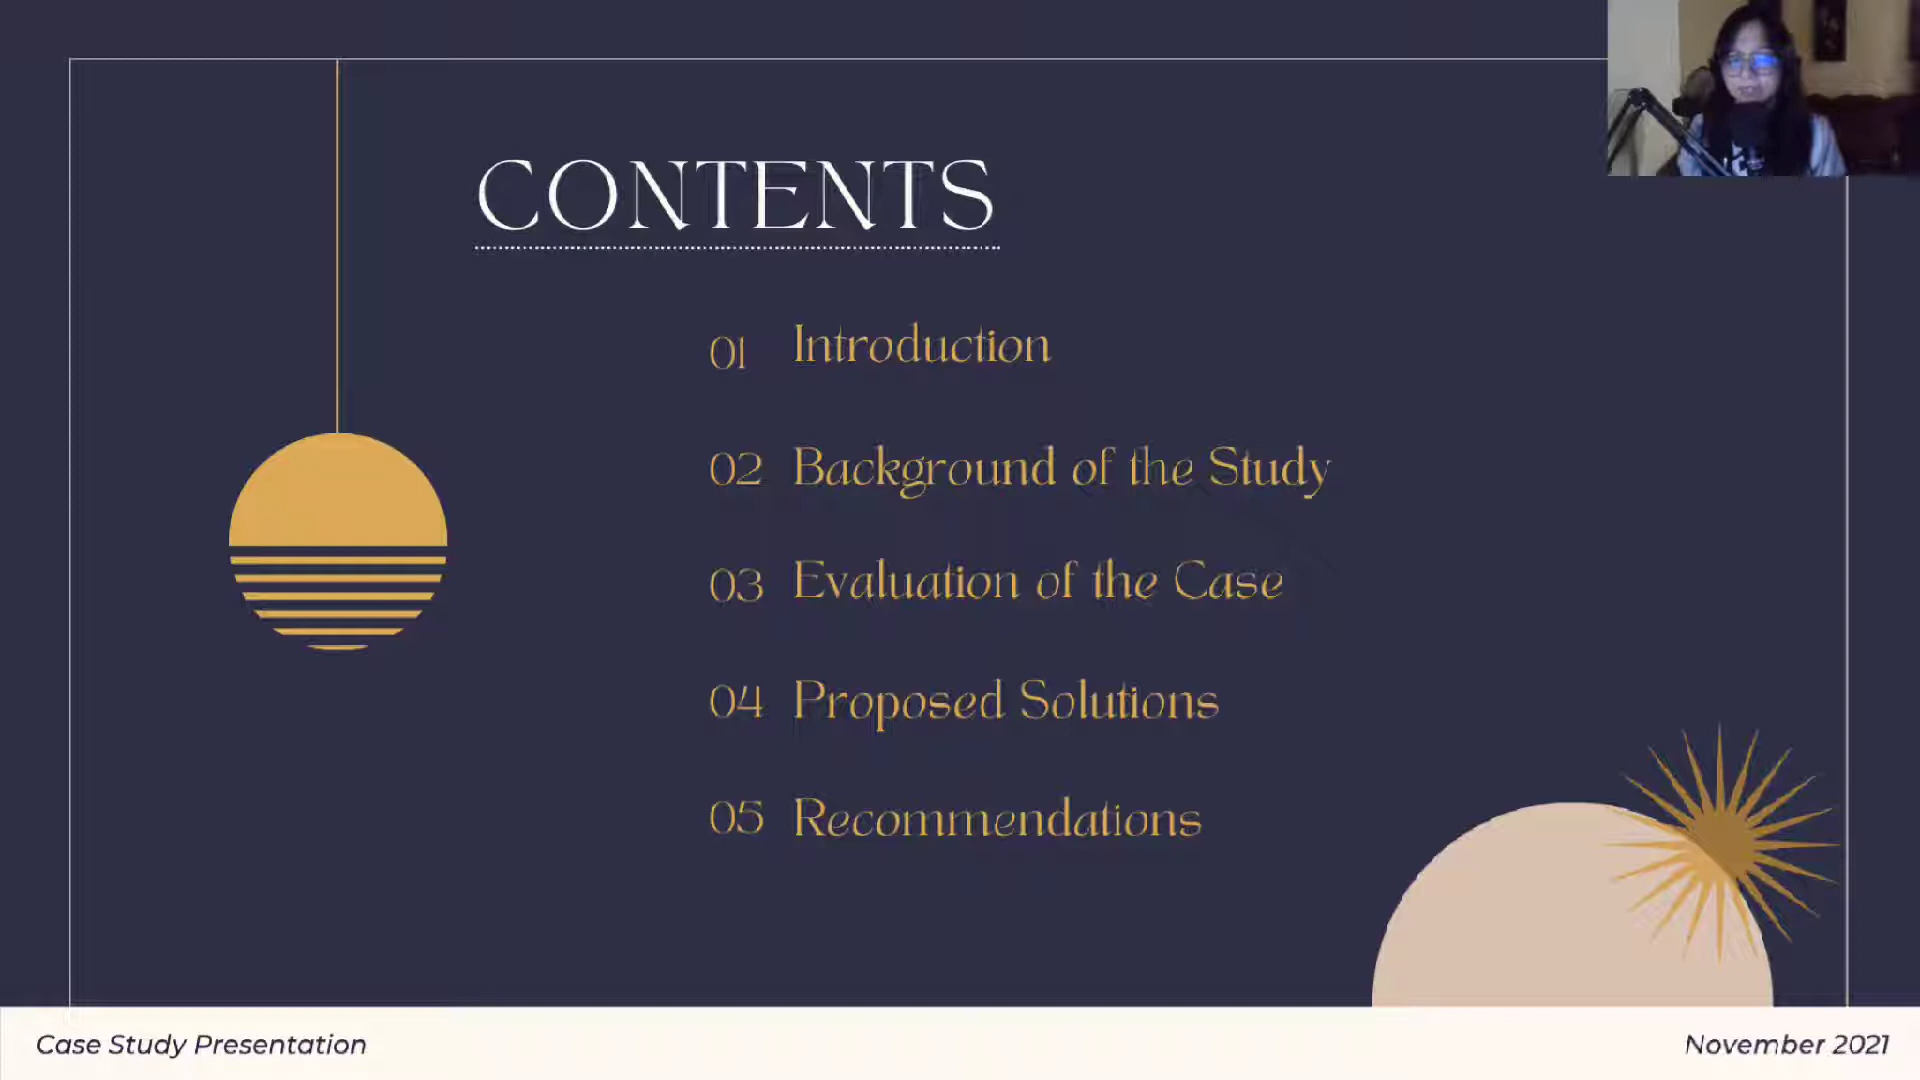 CONTENTS
01 Introduction
02 Background of the Study
03 Evaluation of the Case
04 Proposed Solutions
05 Recommendations
Case Study Presentation
November 2021